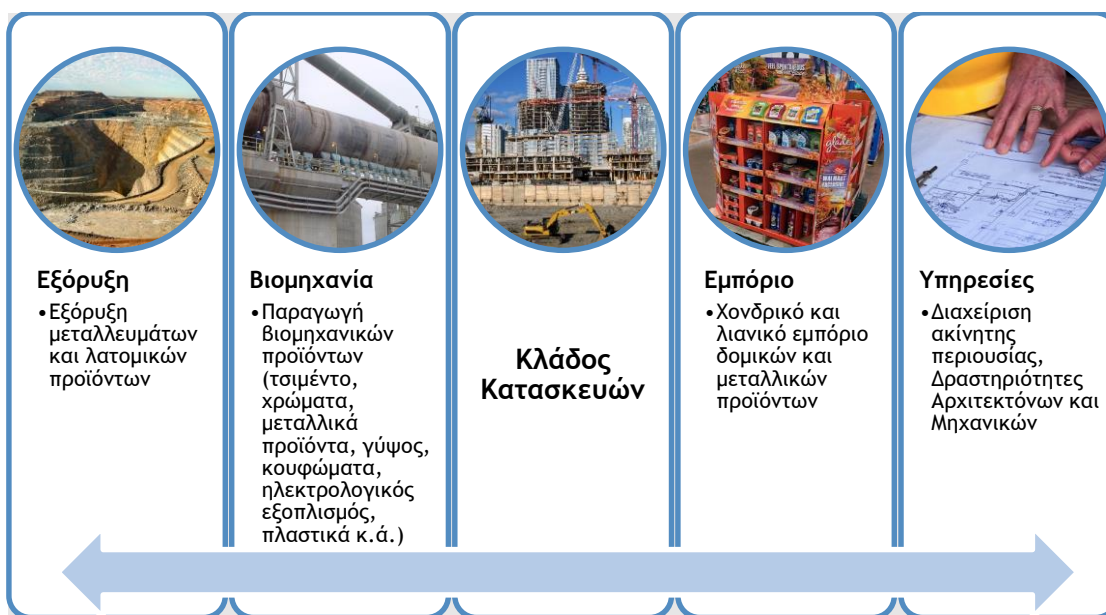 Εξόρυξη
•Εξόρυξη
μεταλλευμάτων
και λατομικών
προϊόντων
Βιομηχανία
•Παραγωγή
βιομηχανικών
προϊόντων
(τσιμέντο,
χρώματα,
μεταλλικά
προϊόντα, γύψος,
κουφώματα,
ηλεκτρολογικός
εξοπλισμός,
πλαστικά κ.ά.)
Κλάδος
Κατασκευών
glade
WALMART
Εμπόριο
•Χονδρικό και
λιανικό εμπόριο
δομικών και
μεταλλικών
προϊόντων
Υπηρεσίες
•Διαχείριση
ακίνητης
περιουσίας,
Δραστηριότητες
Αρχιτεκτόνων και
Μηχανικών